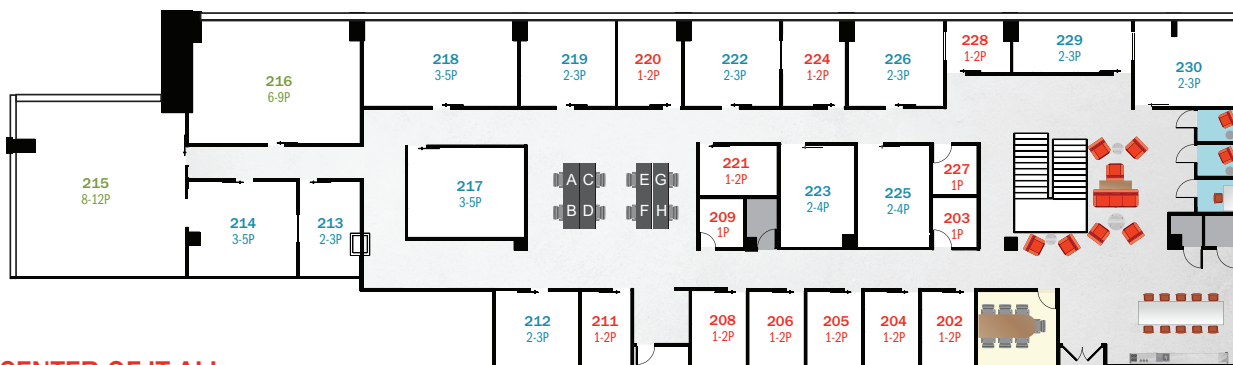 228
1-2P
229
2-3P
218
3-5P
219
2-3P
220
1-2P
222
2-3P
224
1-2P
226
2-3P
230
2-3P
216
6-9P
215
8-12P
214
3-5P
213
2-3P
217
3-5P
A C
B D
E G
F H
221
1-2P
209
1P
223
2-4P
225
2-4P
227
1P
203
1P
212
2-3P
211
1-2P
208
1-2P
206
1-2P
205
1-2P
204
1-2P
202
1-2P
CENTER OF IT ALL